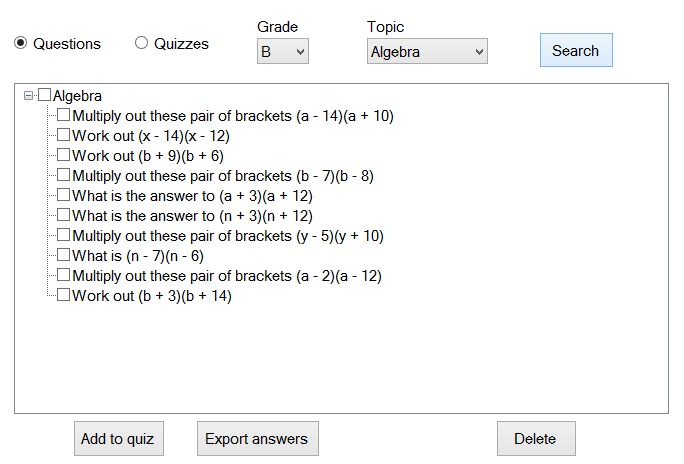 Grade Topic
Questions Quizzes
B Algebra Search
Algebra
Multiply out these pair of brackets (a - 14)(a + 10)
Work out (x - 14)(x - 12)
Work out (b + 9)(b + 6)
Multiply out these pair of brackets (b - 7)(b - 8)
What is the answer to (a + 3)(a + 12)
What is the answer to (n + 3)(n + 12)
Multiply out these pair of brackets (y - 5)(y + 10)
What is (n - 7)(n - 6)
Multiply out these pair of brackets (a - 2)(a - 12)
Work out (b + 3)(b + 14)
Add to quiz Export answers Delete